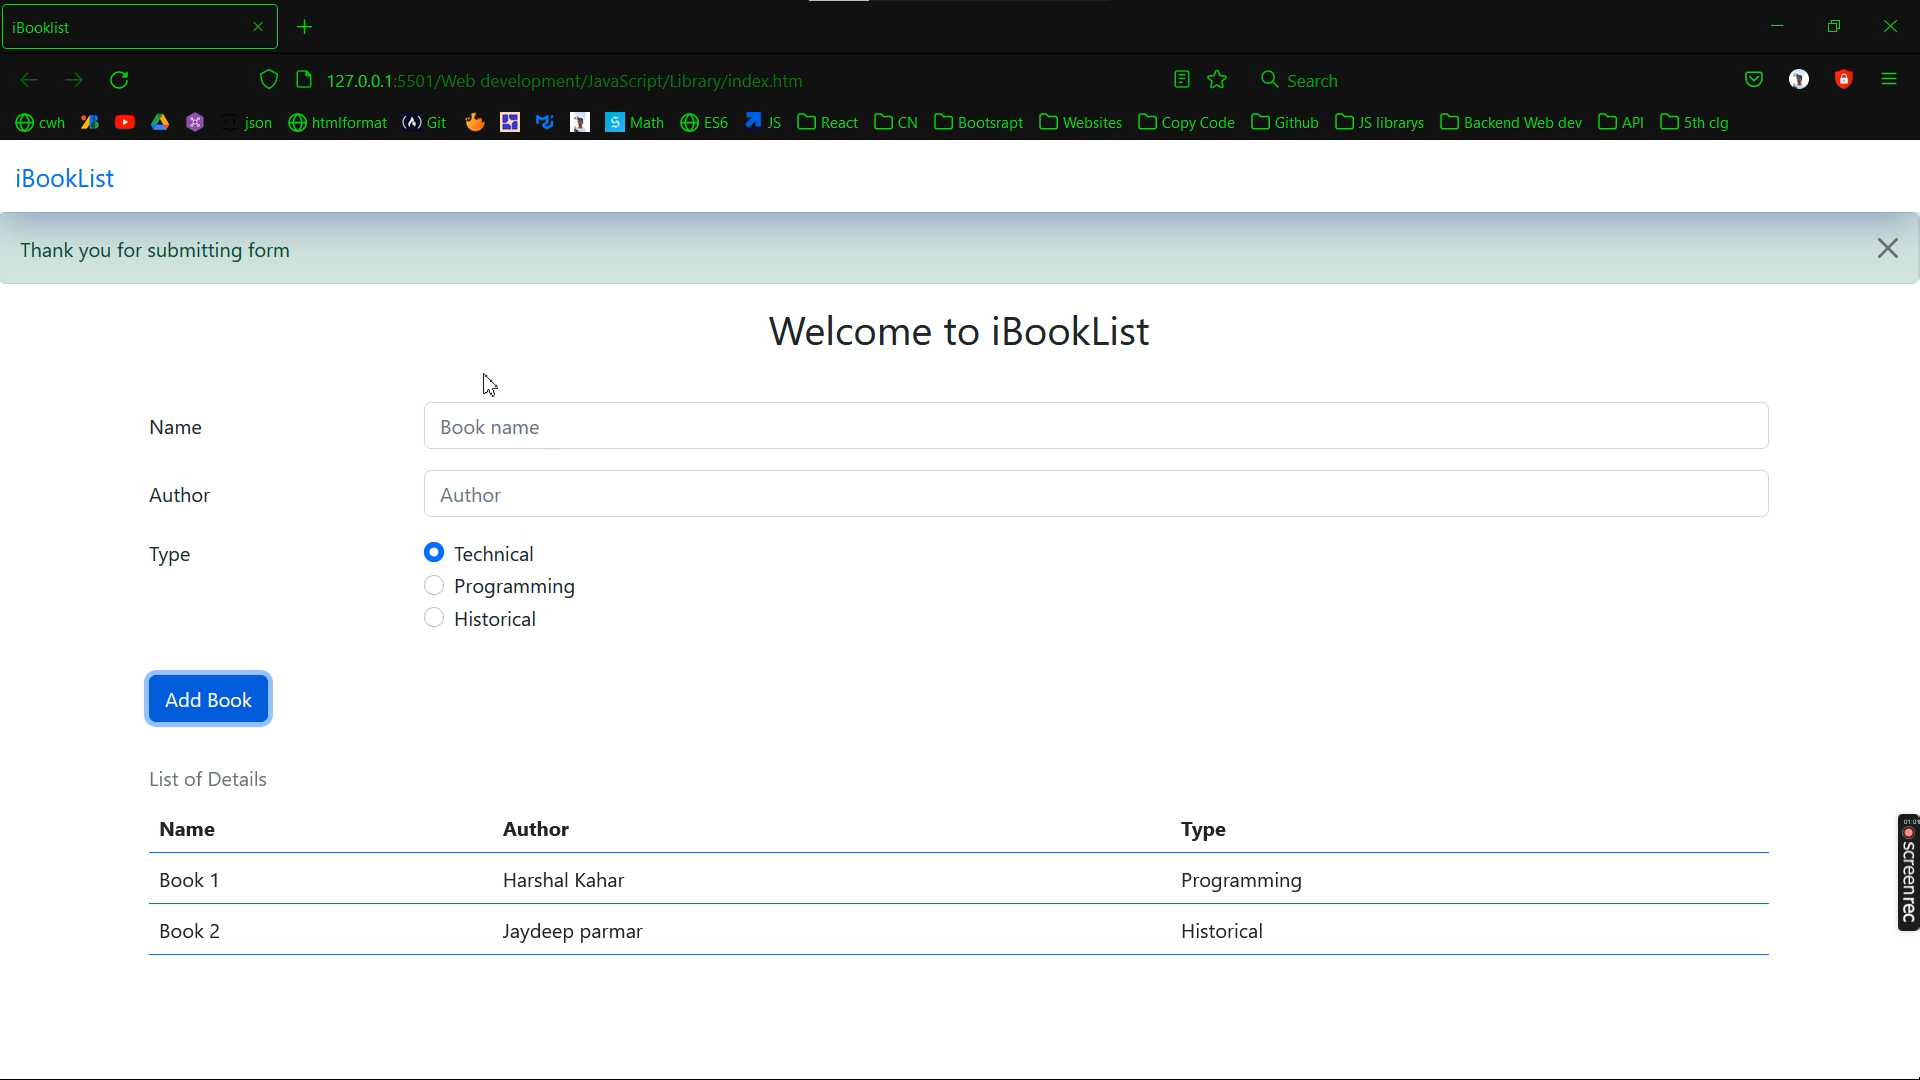 iBooklist
127.0.0.1:5501/Web development/JavaScript/Library/index.htm
Search
cwh
json
htmlformat
Git
Math
ES6
JS
React
CN
Bootsrapt
Websites
Copy Code
Github
JS librarys
Backend Web dev
API
5th clg
iBookList
Thank you for submitting form
Welcome to iBookList
Name
Book name
Author
Author
Type
Technical
Programming
Historical
Add Book
List of Details
Name Author Type
Book 1 Harshal Kahar Programming
Book 2 Jaydeep parmar Historical
screenrec